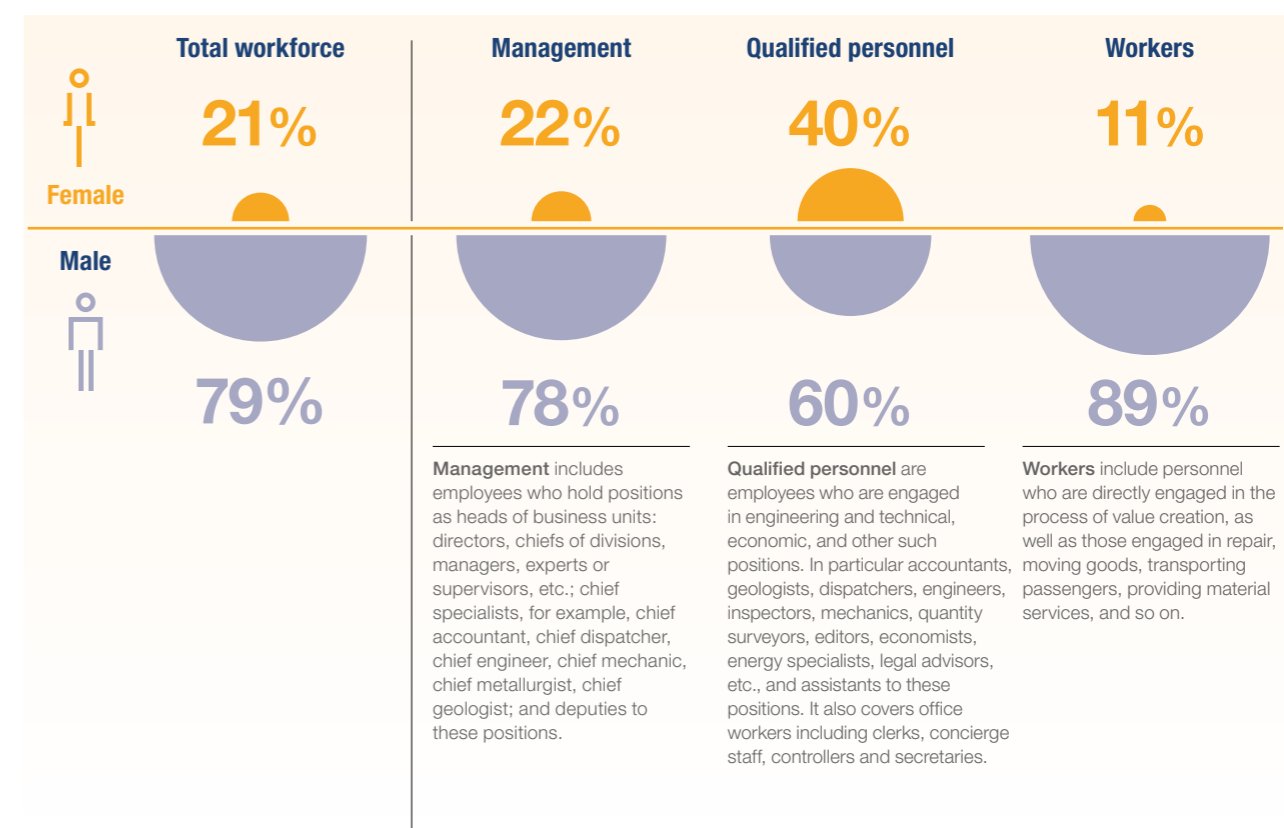 Total workforce
Management
Qualified personnel
Workers
21%
22%
40%
11%
Female
Male
79%
78%
60%
89%
Management includes
employees who hold positions
as heads of business units:
directors, chiefs of divisions,
managers, experts or
supervisors, etc.; chief
specialists, for example, chief
accountant, chief dispatcher,
chief engineer, chief mechanic,
chief metallurgist, chief
geologist; and deputies to
these positions.
Qualified personnel are
employees who are engaged
in engineering and technical,
economic, and other such
positions. In particular accountants,
geologists, dispatchers, engineers,
inspectors, mechanics, quantity
surveyors, editors, economists,
energy specialists, legal advisors,
etc., and assistants to these
positions. It also covers office
workers including clerks, concierge
staff, controllers and secretaries.
Workers include personnel
who are directly engaged in the
process of value creation, as
well as those engaged in repair,
moving goods, transporting
passengers, providing material
services, and so on.